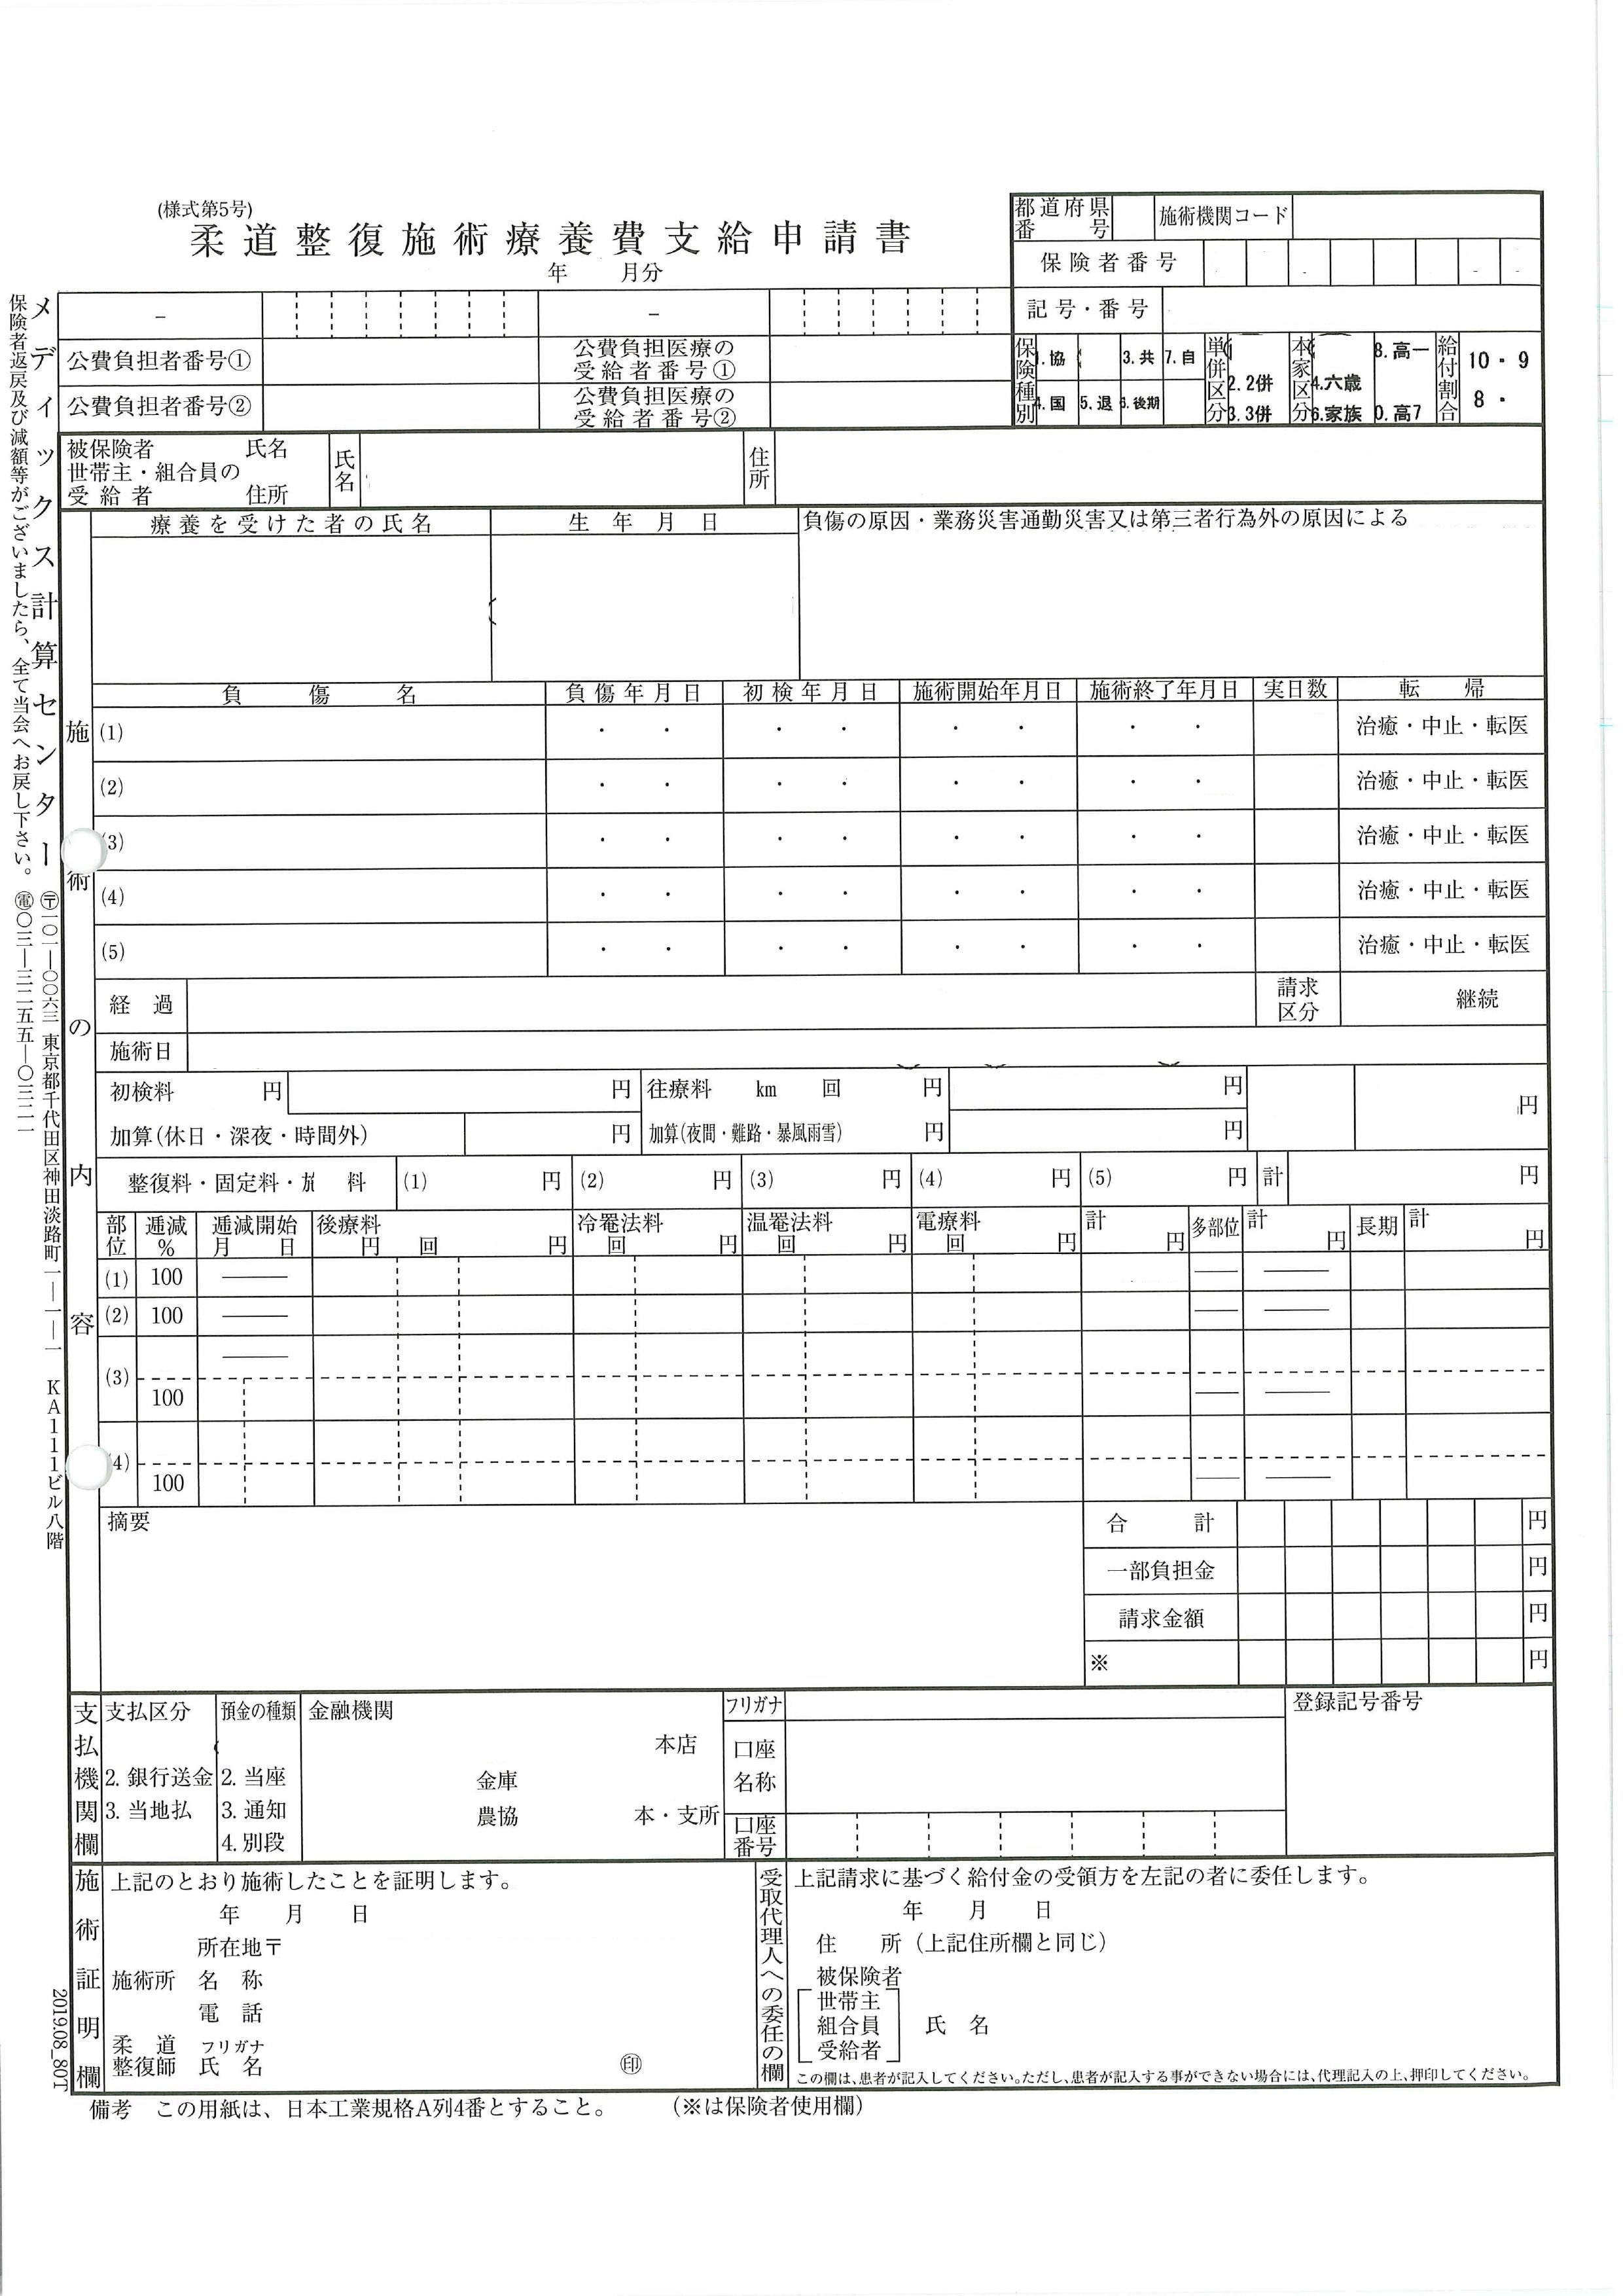 (様式第5号)
柔道整復施術療養費支給申請書
年 月分
都道府県番号 施術機関コード
保険者番号
記号・番号
－ －
公費負担者番号① 公費負担医療の受給者番号①
公費負担者番号② 公費負担医療の受給者番号②
保険種別 1.協 3.共 7.自
4.国 5.退 6.後期
単併区分 2.2併 3.3併
本家区分 4.六歳 6.家族 8.高一 0.高7
給付割合 10・9
8・
被保険者 氏名
世帯主・組合員の
受給者 住所
氏名 住所
療養を受けた者の氏名 生年月日 負傷の原因・業務災害通勤災害又は第三者行為外の原因による
負傷名 負傷年月日 初検年月日 施術開始年月日 施術終了年月日 実日数 転帰
(1) ・ ・ ・ ・ ・ ・ ・ ・ 治癒・中止・転医
(2) ・ ・ ・ ・ ・ ・ ・ ・ 治癒・中止・転医
(3) ・ ・ ・ ・ ・ ・ ・ ・ 治癒・中止・転医
(4) ・ ・ ・ ・ ・ ・ ・ ・ 治癒・中止・転医
(5) ・ ・ ・ ・ ・ ・ ・ ・ 治癒・中止・転医
経過 請求区分 継続
施術日
施術の内容
初検料 円 円 往療料 km 回 円 円 円
加算(休日・深夜・時間外) 円 加算(夜間・難路・暴風雨雪) 円 円
整復料・固定料・施 料 (1) 円 (2) 円 (3) 円 (4) 円 (5) 円 計 円
部位 逓減% 逓減開始月 日 後療料 円 回 円 冷罨法料 回 円 温罨法料 回 円 電療料 回 円 計 円 多部位 計 円 長期 計 円
(1) 100
(2) 100
(3) 100
(4) 100
摘要
合計 円
一部負担金 円
請求金額 円
※ 円
支払機関欄
支払区分 預金の種類 金融機関 フリガナ 登録記号番号
本店 口座名称
2. 銀行送金 2. 当座 金庫
3. 当地払 3. 通知 農協 本・支所
4. 別段 口座番号
施術証明欄
上記のとおり施術したことを証明します。
年 月 日
所在地〒
施術所 名称
電話
柔道 フリガナ
整復師 氏名 ㊞
受取代理人への委任の欄
上記請求に基づく給付金の受領方を左記の者に委任します。
年 月 日
住 所（上記住所欄と同じ）
被保険者
世帯主
組合員 氏 名
受給者
この欄は、患者が記入してください。ただし、患者が記入する事ができない場合には、代理記入の上、押印してください。
備考 この用紙は、日本工業規格A列4番とすること。 （※は保険者使用欄）
メディックス計算センター 〒一〇一―〇〇六三 東京都千代田区神田淡路町一―一―一 KA111ビル八階
保険者返戻及び減額等がございましたら、全て当会へお戻し下さい。 電〇三―三二五五―〇三二一
2019.08_80T